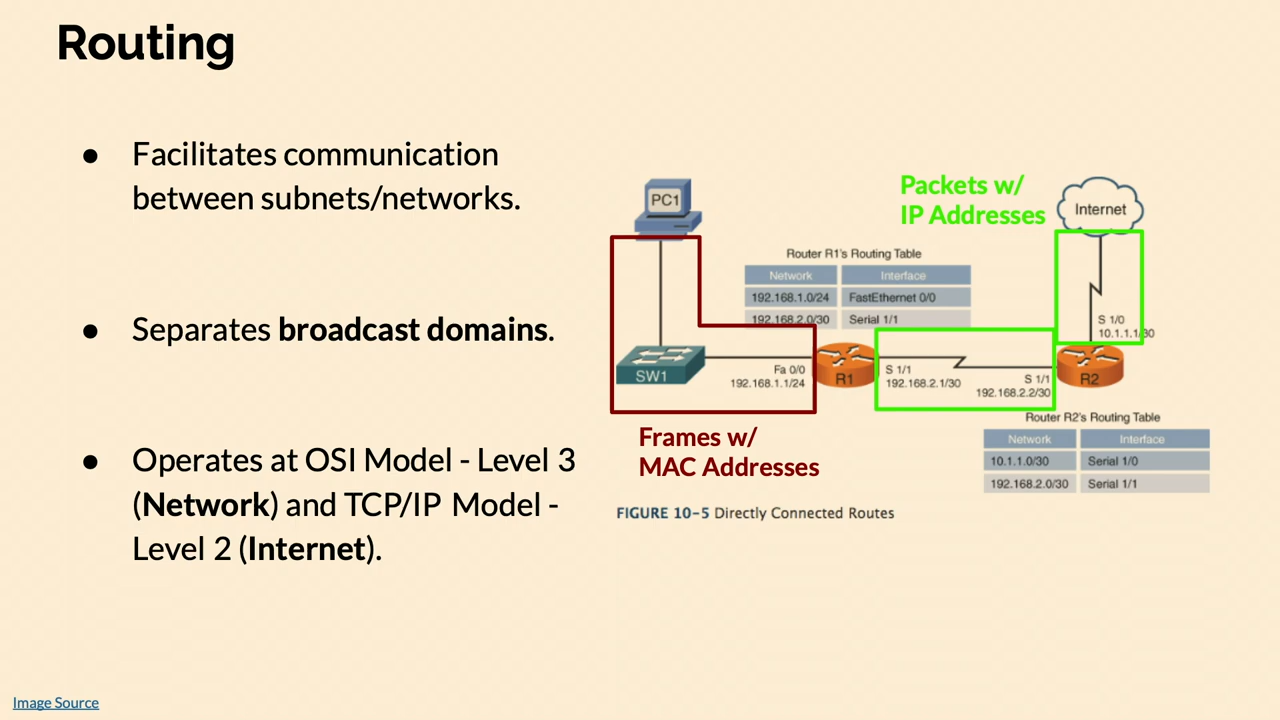 Routing
● Facilitates communication
between subnets/networks.
● Separates broadcast domains.
● Operates at OSI Model - Level 3
(Network) and TCP/IP Model -
Level 2 (Internet).
PC1
Packets w/
IP Addresses
Internet
Router R1's Routing Table
Network Interface
192.168.1.0/24 FastEthernet 0/0
192.168.2.0/30 Serial 1/1
S 1/0
10.1.1.1/30
SW1
Fa 0/0
192.168.1.1/24
R1
S 1/1
192.168.2.1/30
S 1/1
192.168.2.2/30
R2
Frames w/
MAC Addresses
Router R2's Routing Table
Network Interface
10.1.1.0/30 Serial 1/0
192.168.2.0/30 Serial 1/1
FIGURE 10-5 Directly Connected Routes
Image Source